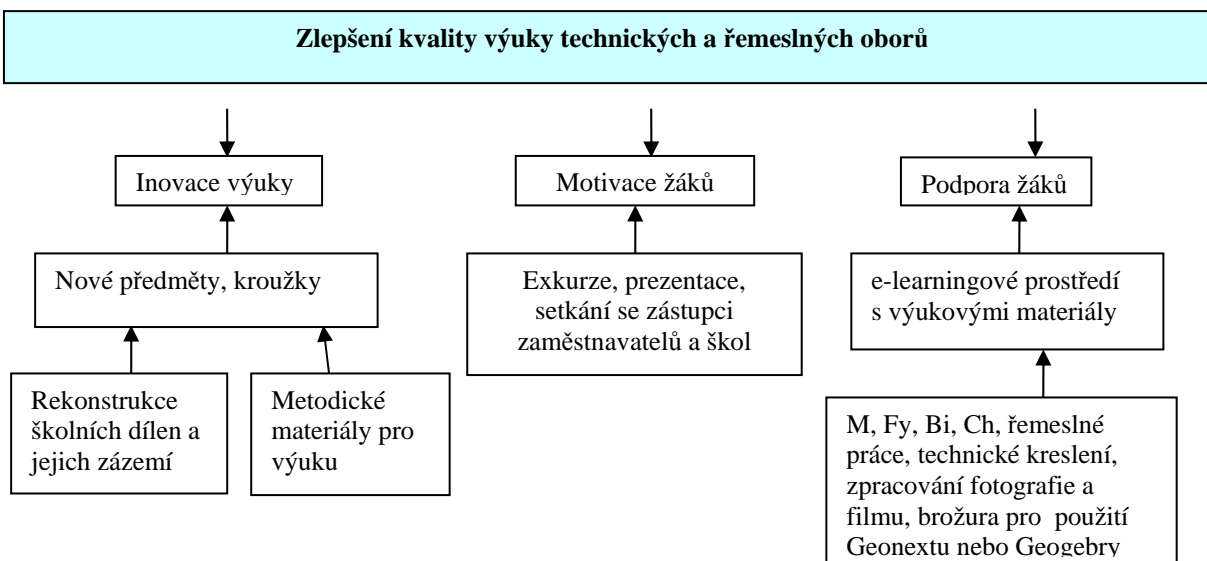 Zlepšení kvality výuky technických a řemeslných oborů
Inovace výuky
Motivace žáků
Podpora žáků
Nové předměty, kroužky
Exkurze, prezentace,
setkání se zástupci
zaměstnavatelů a škol
e-learningové prostředí
s výukovými materiály
Rekonstrukce
školních dílen a
jejich zázemí
Metodické
materiály pro
výuku
M, Fy, Bi, Ch, řemeslné
práce, technické kreslení,
zpracování fotografie a
filmu, brožura pro použití
Geonextu nebo Geogebry